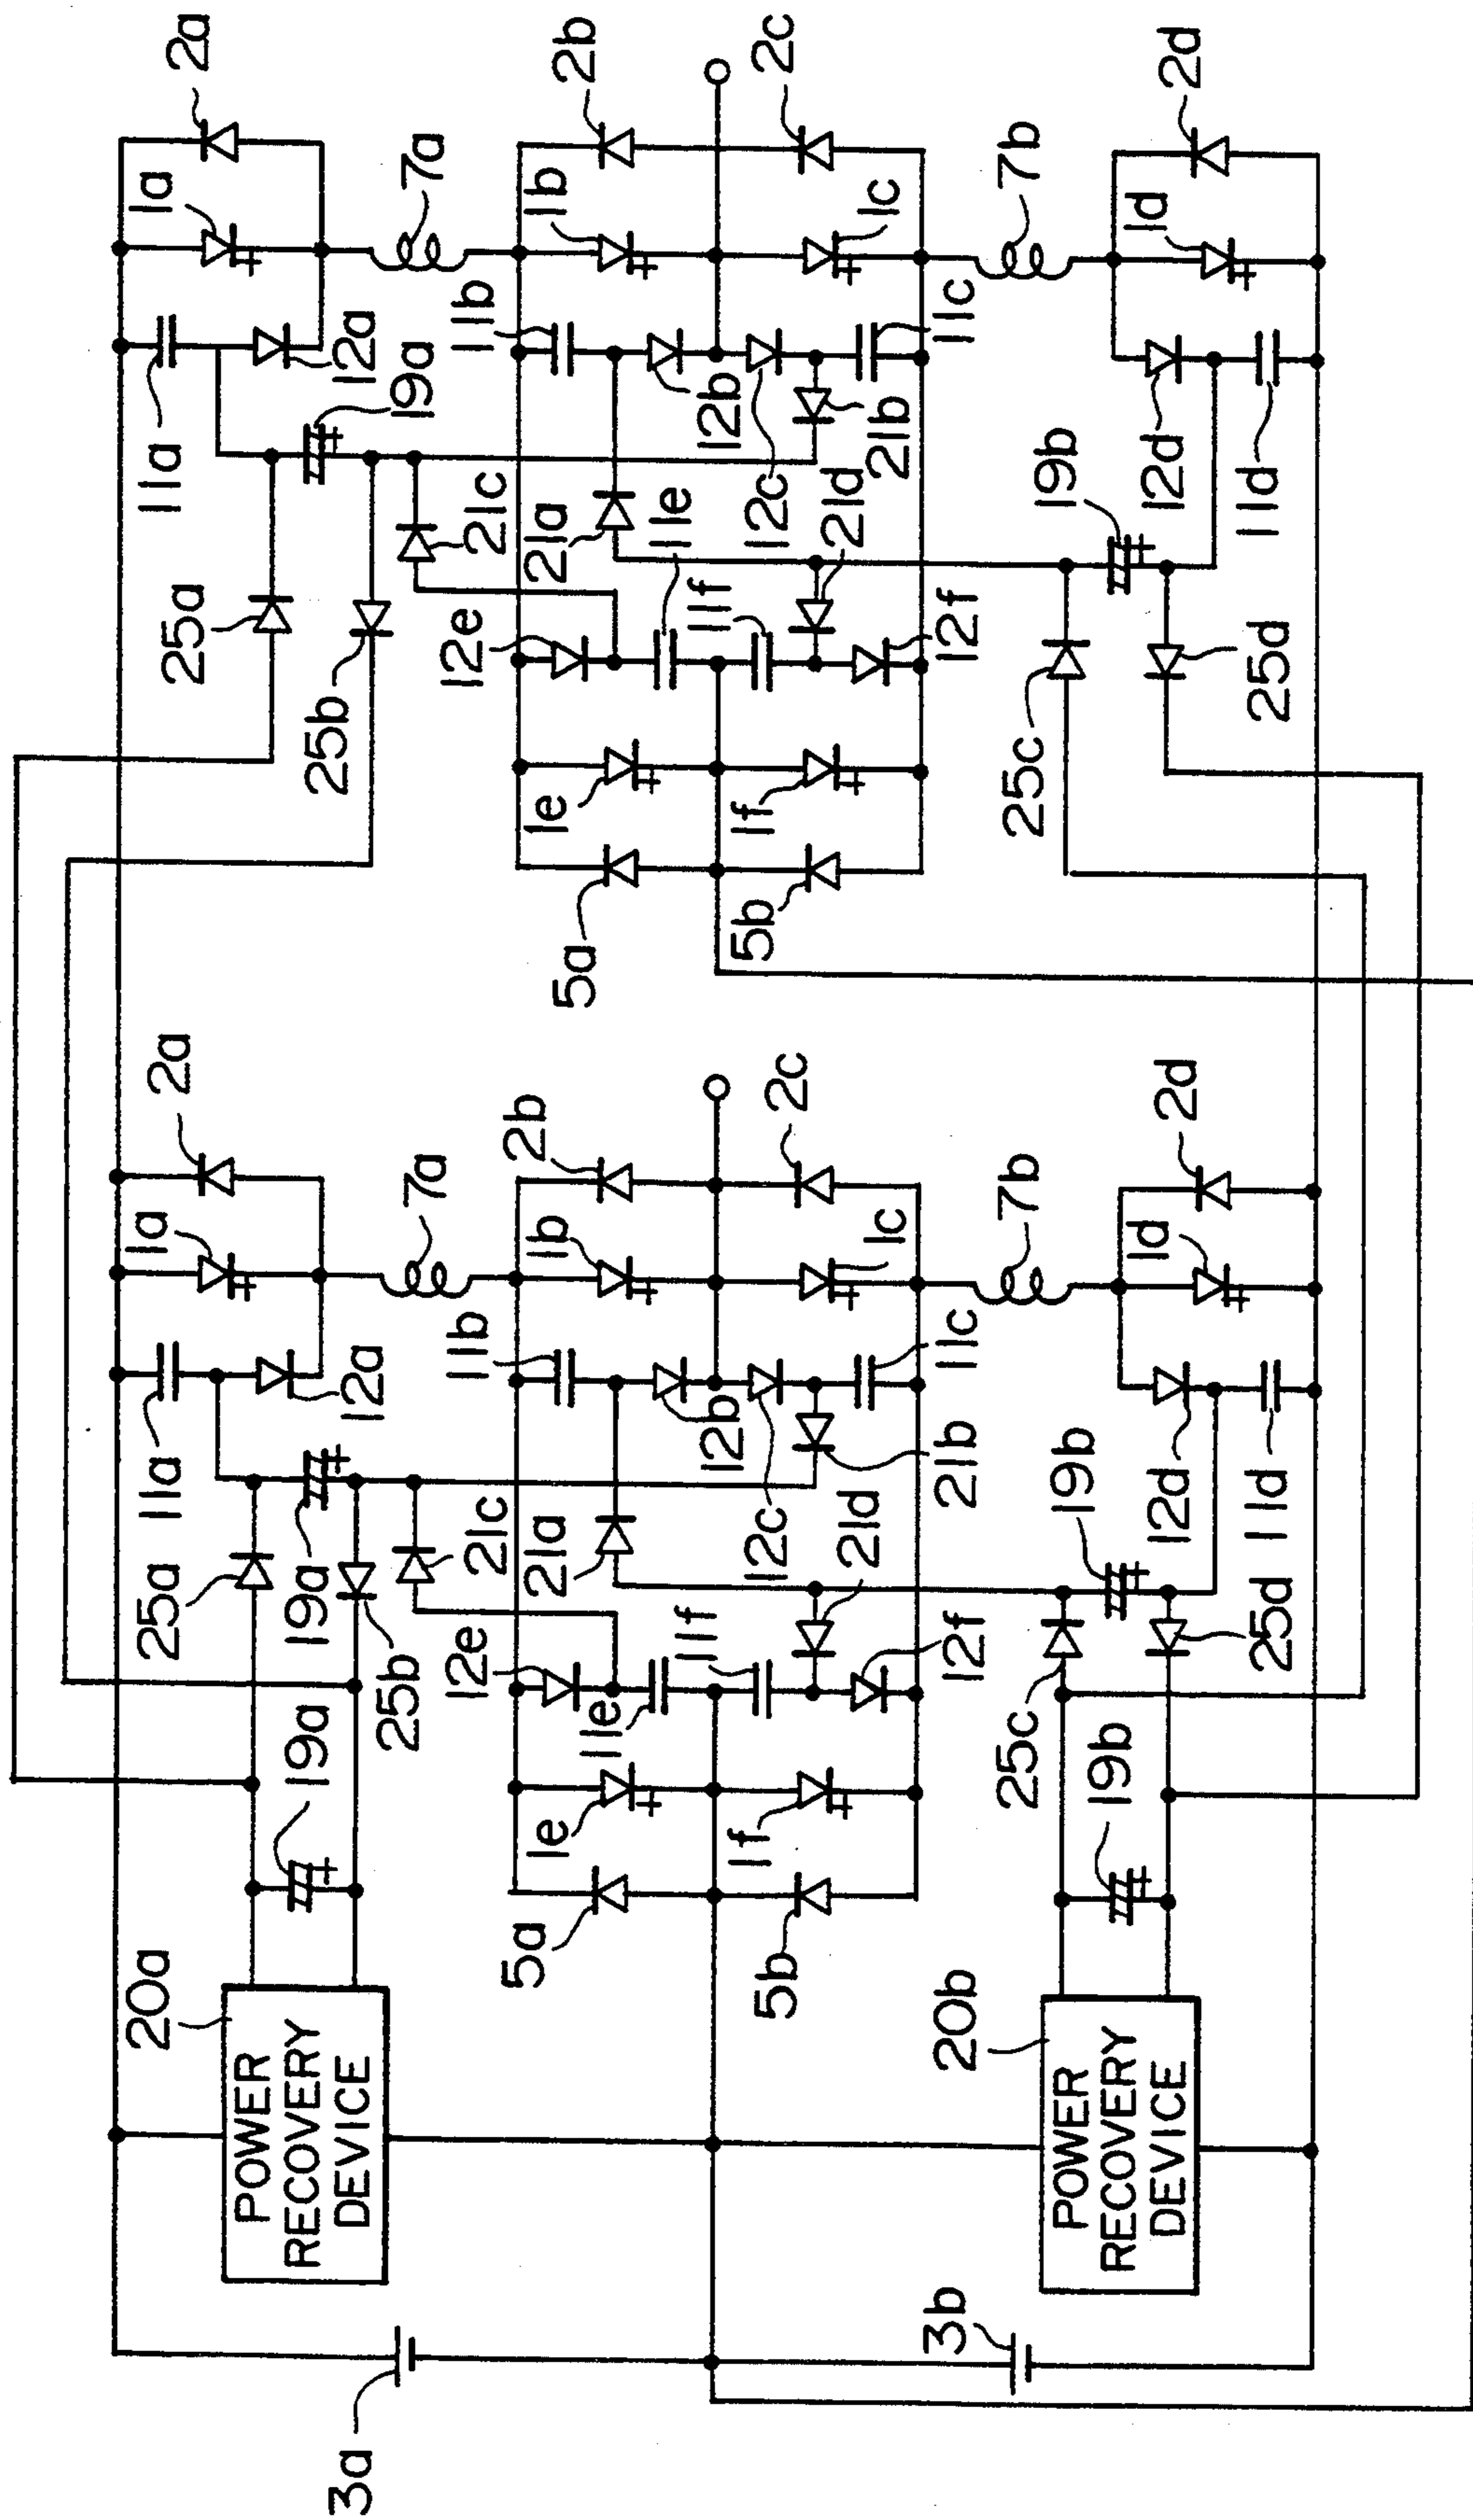 3a
3b
20a
POWER
RECOVERY
DEVICE
20b
POWER
RECOVERY
DEVICE
19a
19b
25a
19a
25b
11a
12a
1a
2a
7a
5a
1e
12e
11e
21c
21a
11b
12b
1b
2b
5b
1f
11f
12f
21d
12c
21b
11c
1c
2c
7b
25c
19b
25d
12d
11d
1d
2d
25a
25b
11a
19a
12a
1a
2a
7a
5a
1e
12e
11e
21c
21a
11b
12b
1b
2b
5b
1f
11f
12f
21d
12c
21b
11c
1c
2c
7b
25c
25d
19b
12d
11d
1d
2d